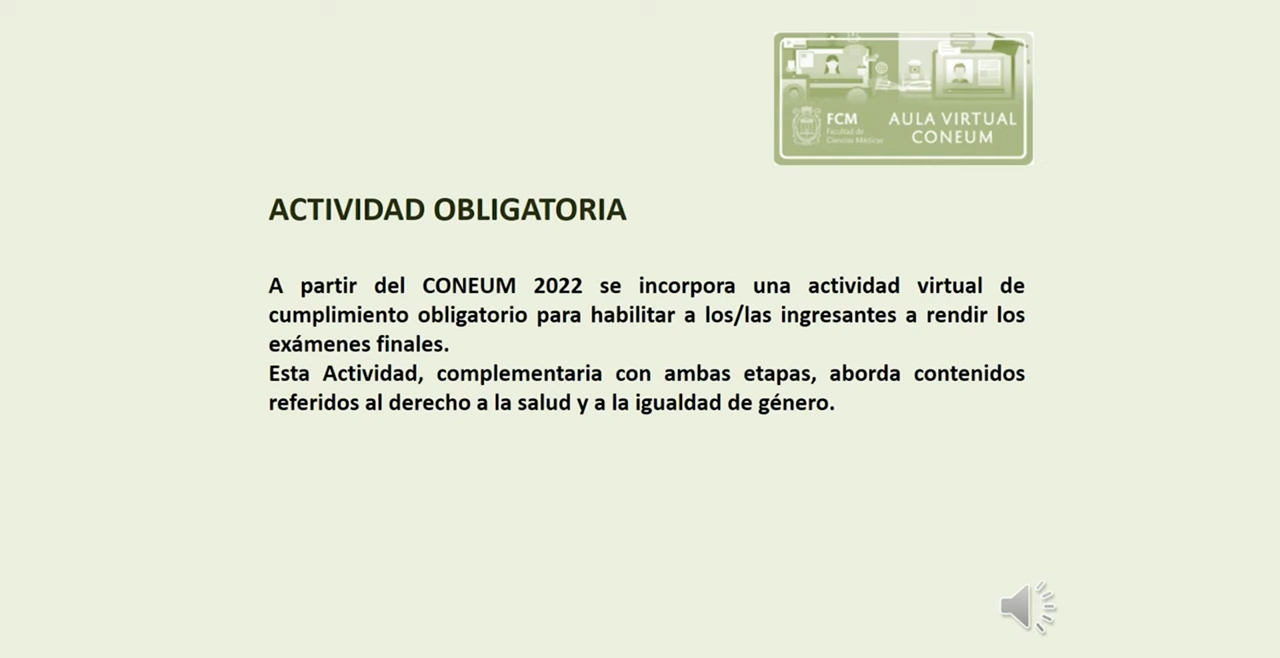 FCM
Facultad de
Ciencias Médicas
AULA VIRTUAL
CONEUM
ACTIVIDAD OBLIGATORIA
A partir del CONEUM 2022 se incorpora una actividad virtual de
cumplimiento obligatorio para habilitar a los/las ingresantes a rendir los
exámenes finales.
Esta Actividad, complementaria con ambas etapas, aborda contenidos
referidos al derecho a la salud y a la igualdad de género.